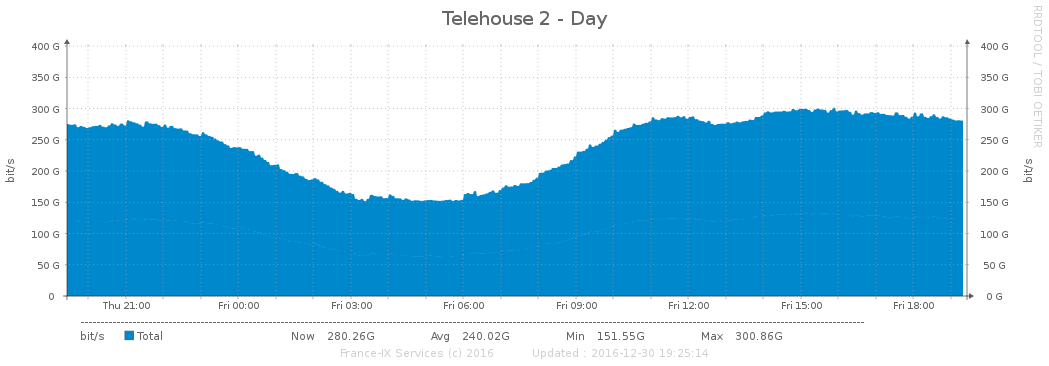 Telehouse 2 - Day
RRDTOOL / TOBI OETIKER
400 G 400 G
350 G 350 G
300 G 300 G
250 G 250 G
200 G 200 G
150 G 150 G
100 G 100 G
50 G 50 G
0 0 G
bit/s bit/s
Thu 21:00 Fri 00:00 Fri 03:00 Fri 06:00 Fri 09:00 Fri 12:00 Fri 15:00 Fri 18:00
bit/s Total Now 280.26G Avg 240.02G Min 151.55G Max 300.86G
France-IX Services (c) 2016 Updated : 2016-12-30 19:25:14